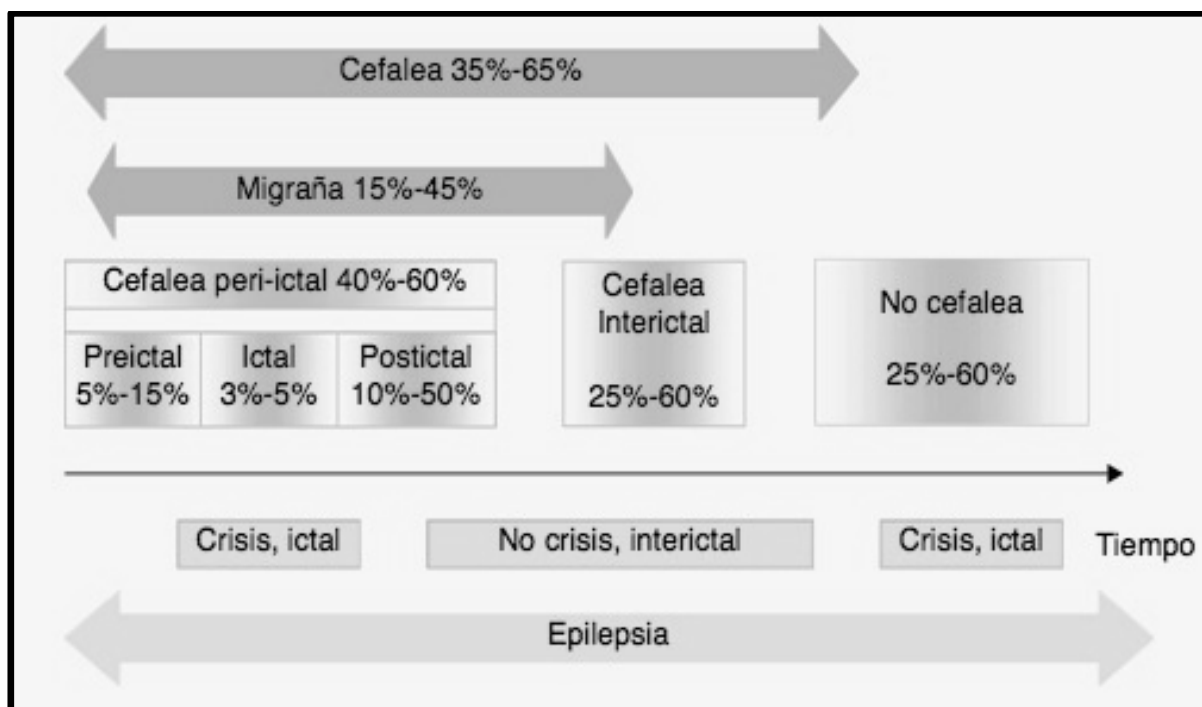 Cefalea 35%-65%
Migraña 15%-45%
Cefalea peri-ictal 40%-60%
Preictal
5%-15%
Ictal
3%-5%
Postictal
10%-50%
Cefalea
Interictal
25%-60%
No cefalea
25%-60%
Crisis, ictal
No crisis, interictal
Crisis, ictal
Tiempo
Epilepsia